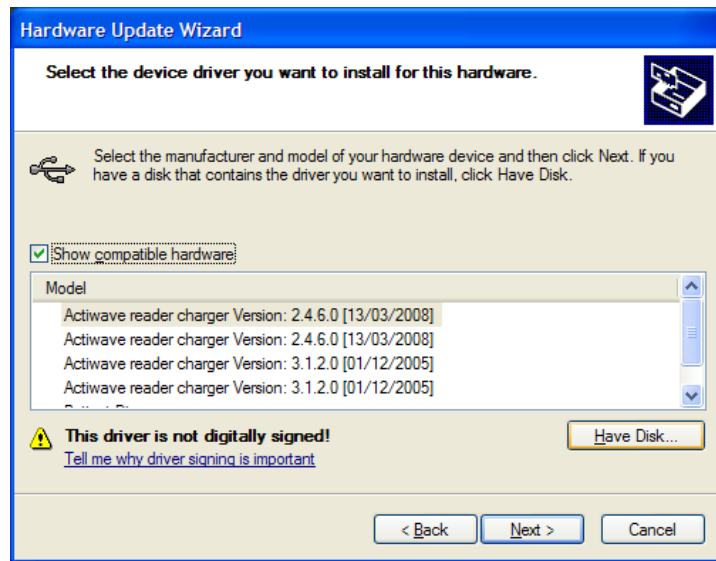 Hardware Update Wizard
Select the device driver you want to install for this hardware.
Select the manufacturer and model of your hardware device and then click Next. If you
have a disk that contains the driver you want to install, click Have Disk.
Show compatible hardware
Model
Actiwave reader charger Version: 2.4.6.0 [13/03/2008]
Actiwave reader charger Version: 2.4.6.0 [13/03/2008]
Actiwave reader charger Version: 3.1.2.0 [01/12/2005]
Actiwave reader charger Version: 3.1.2.0 [01/12/2005]
This driver is not digitally signed!
Have Disk...
Tell me why driver signing is important
< Back
Next >
Cancel